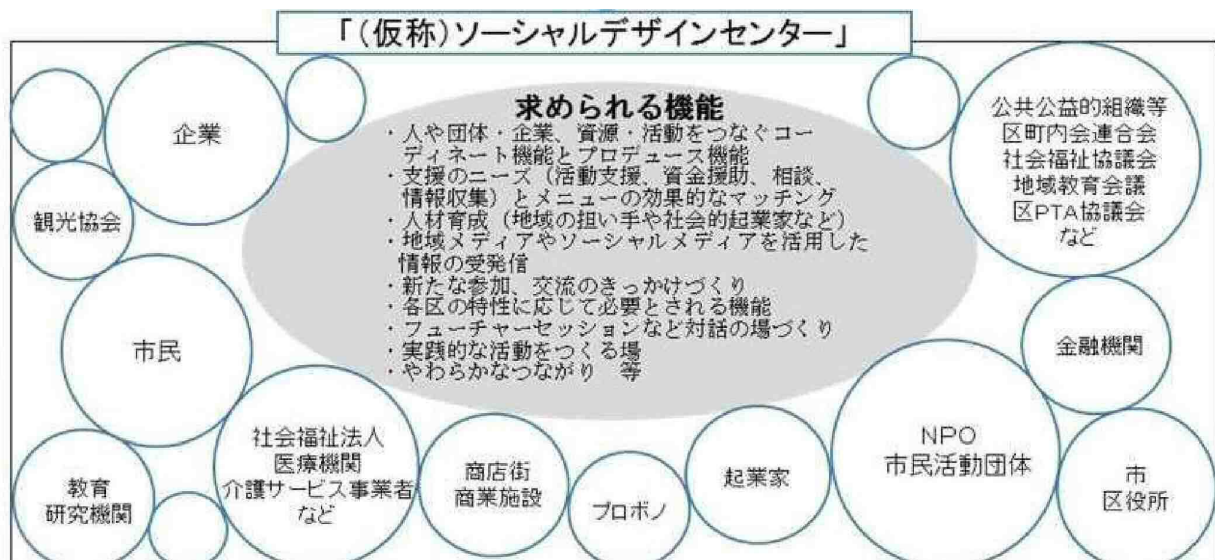 「(仮称)ソーシャルデザインセンター」
求められる機能
・人や団体・企業、資源・活動をつなぐコー
ディネート機能とプロデュース機能
・支援のニーズ(活動支援、資金援助、相談、
情報収集)とメニューの効果的なマッチング
・人材育成(地域の担い手や社会的起業家など)
・地域メディアやソーシャルメディアを活用した
情報の受発信
・新たな参加、交流のきっかけづくり
・各区の特性に応じて必要とされる機能
・フューチャーセッションなど対話の場づくり
・実践的な活動をつくる場
・やわらかなつながり 等
企業
観光協会
市民
教育
研究機関
社会福祉法人
医療機関
介護サービス事業者
など
商店街
商業施設
プロボノ
起業家
NPO
市民活動団体
市
区役所
金融機関
公共公益的組織等
区町内会連合会
社会福祉協議会
地域教育会議
区PTA協議会
など